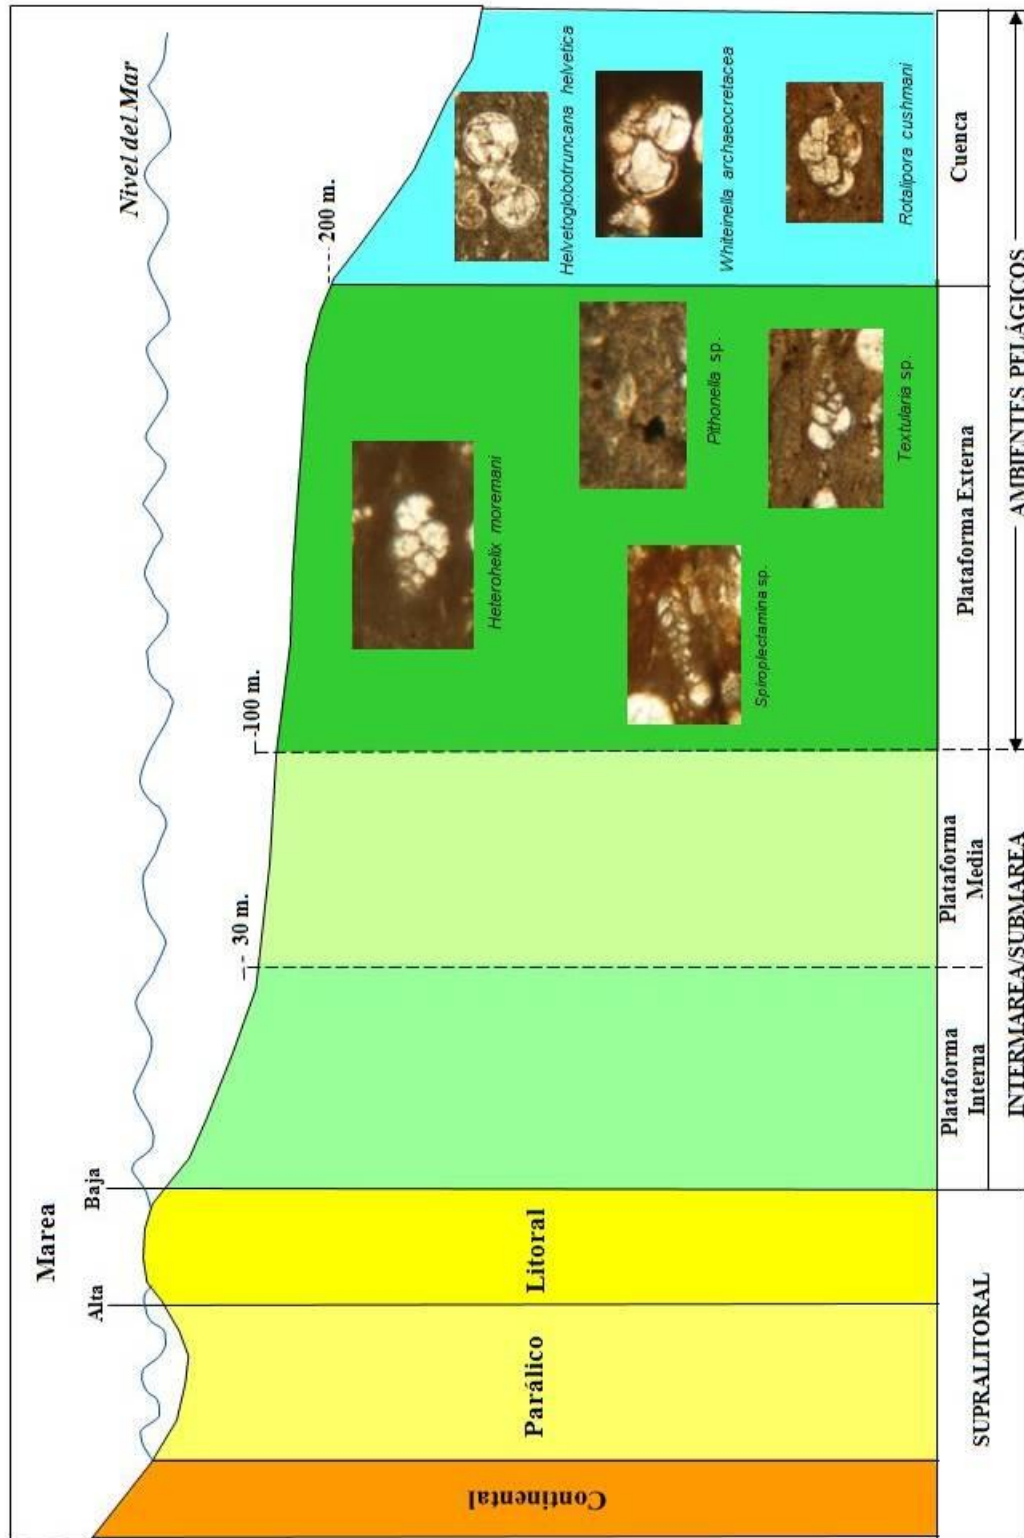 Marea
Alta
Baja
Nivel del Mar
30 m.
100 m.
200 m.
Continental
Parálico
Litoral
Heterohelix moremani
Spiroplectamina sp.
Pithonella sp.
Textularia sp.
Helvetoglobotruncana helvetica
Whiteinella archaeocretacea
Rotalipora cushmani
Plataforma
Interna
Plataforma
Media
Plataforma Externa
Cuenca
SUPRALITORAL
INTERMAREA/SUBMAREA
AMBIENTES PELÁGICOS